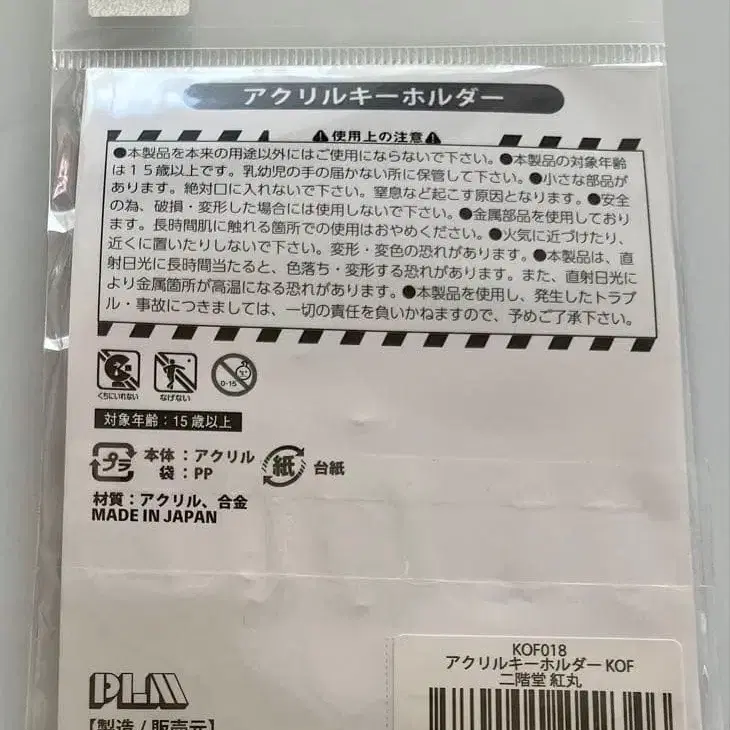 アクリルキーホルダー
使用上の注意
●本製品を本来の用途以外にはご使用にならないで下さい。●本製品の対象年齢
は15歳以上です。乳幼児の手の届かない所に保管して下さい。●小さな部品が
あります。絶対口に入れないで下さい。窒息など起こす原因となります。●安全
の為、破損・変形した場合には使用しないで下さい。●金属部品を使用しており
ます。長時間肌に触れる箇所での使用はおやめください。●火気に近づけたり、
近くに置いたりしないで下さい。変形・変色の恐れがあります。●本製品は、直
射日光に長時間当たると、色落ち・変形する恐れがあります。また、直射日光に
より金属箇所が高温になる恐れがあります。●本製品を使用し、発生したトラブ
ル・事故につきましては、一切の責任を負いかねますので、予めご了承下さい。
くちにいれない なげない 0-15
対象年齢：15歳以上
プラ 本体：アクリル
袋：PP
紙 台紙
材質：アクリル、合金
MADE IN JAPAN
KOF018
アクリルキーホルダー KOF
二階堂 紅丸
【製造/販売元】